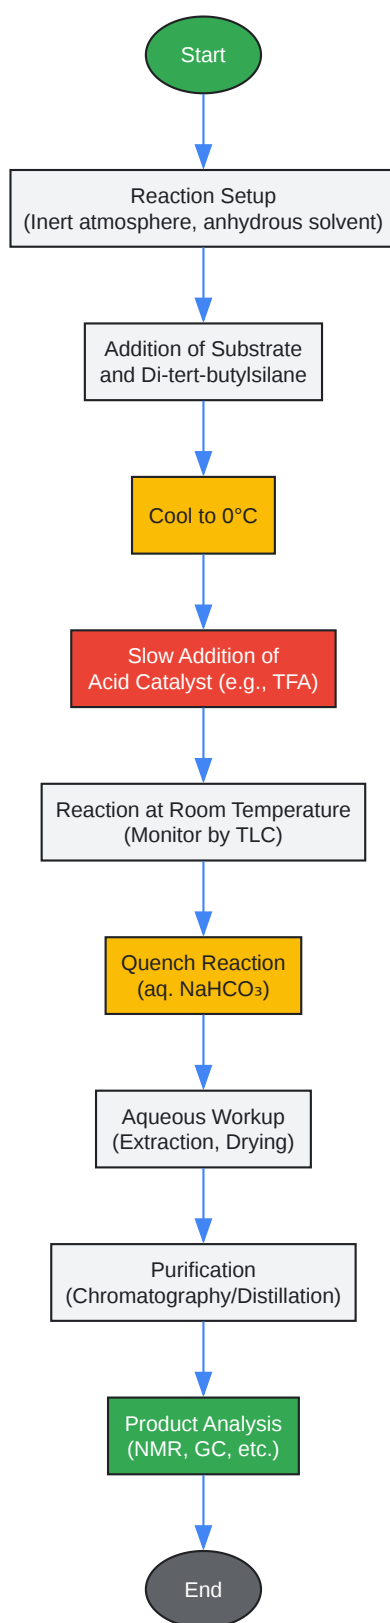 Start
Reaction Setup
(Inert atmosphere, anhydrous solvent)
Addition of Substrate
and Di-tert-butylsilane
Cool to 0°C
Slow Addition of
Acid Catalyst (e.g., TFA)
Reaction at Room Temperature
(Monitor by TLC)
Quench Reaction
(aq. NaHCO₃)
Aqueous Workup
(Extraction, Drying)
Purification
(Chromatography/Distillation)
Product Analysis
(NMR, GC, etc.)
End